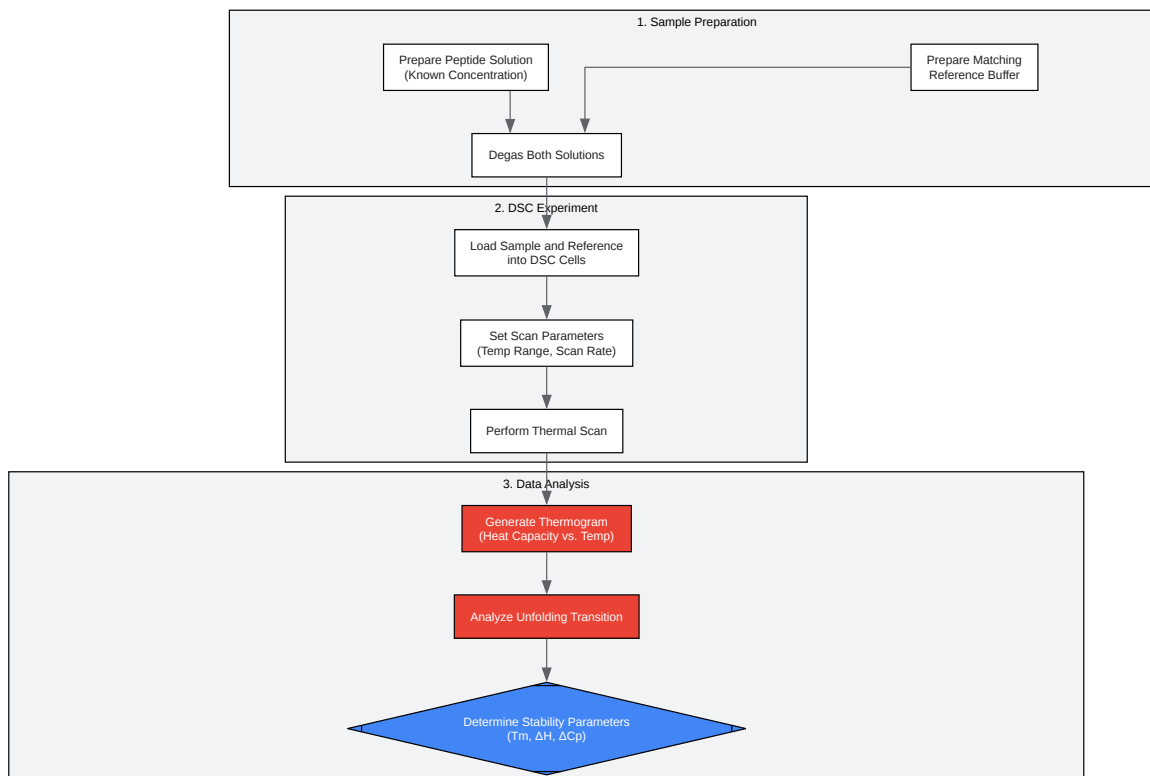 1. Sample Preparation
Prepare Peptide Solution
(Known Concentration)
Prepare Matching
Reference Buffer
Degas Both Solutions
2. DSC Experiment
Load Sample and Reference
into DSC Cells
Set Scan Parameters
(Temp Range, Scan Rate)
Perform Thermal Scan
3. Data Analysis
Generate Thermogram
(Heat Capacity vs. Temp)
Analyze Unfolding Transition
Determine Stability Parameters
(Tm, ΔH, ΔCp)